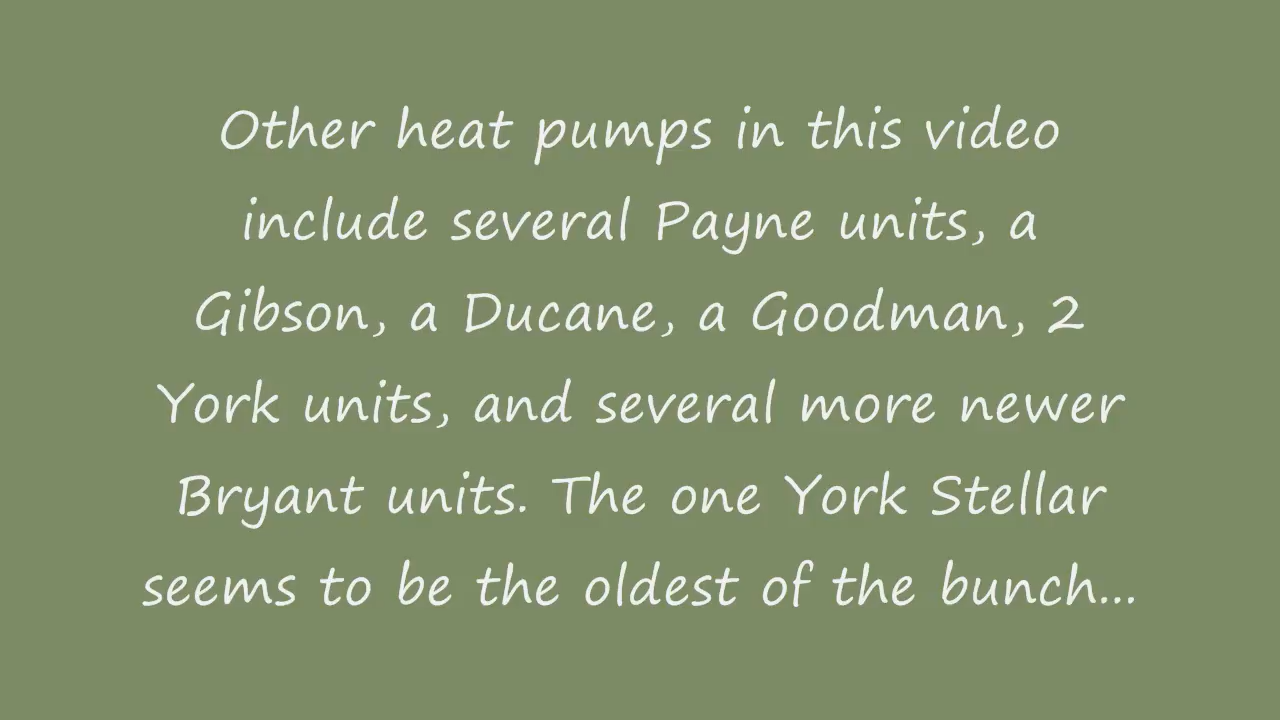 Other heat pumps in this video
include several Payne units, a
Gibson, a Ducane, a Goodman, 2
York units, and several more newer
Bryant units. The one York Stellar
seems to be the oldest of the bunch...